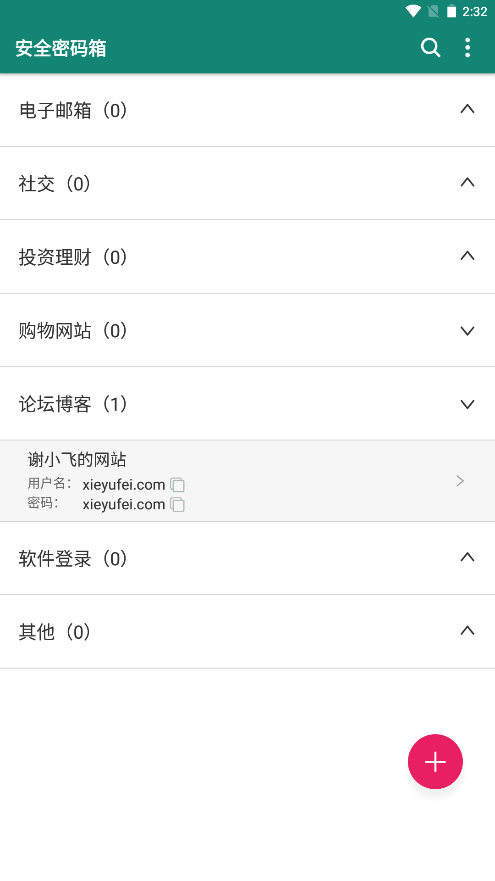 2:32
安全密码箱
电子邮箱（0）
社交（0）
投资理财（0）
购物网站（0）
论坛博客（1）
谢小飞的网站
用户名： xieyufei.com
密码： xieyufei.com
软件登录（0）
其他（0）